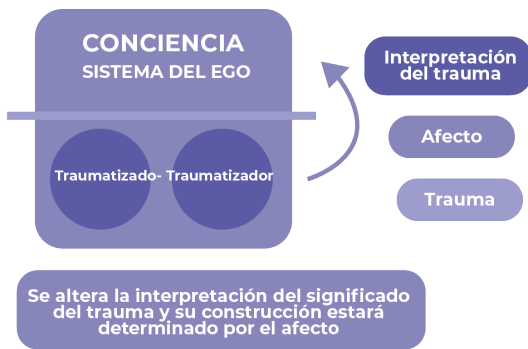 CONCIENCIA
SISTEMA DEL EGO
Traumatizado- Traumatizador
Interpretación
del trauma
Afecto
Trauma
Se altera la interpretación del significado
del trauma y su construcción estará
determinado por el afecto